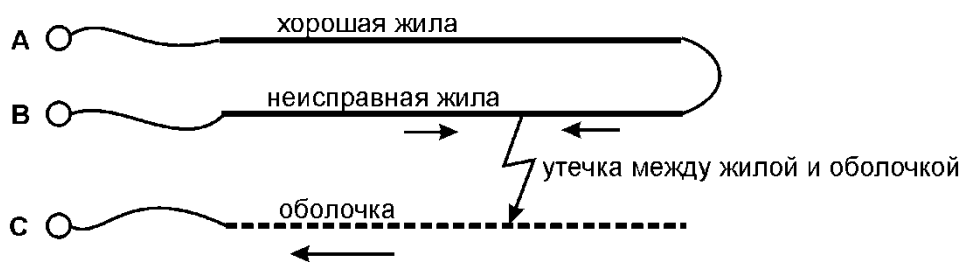 A хорошая жила
B неисправная жила
утечка между жилой и оболочкой
C оболочка